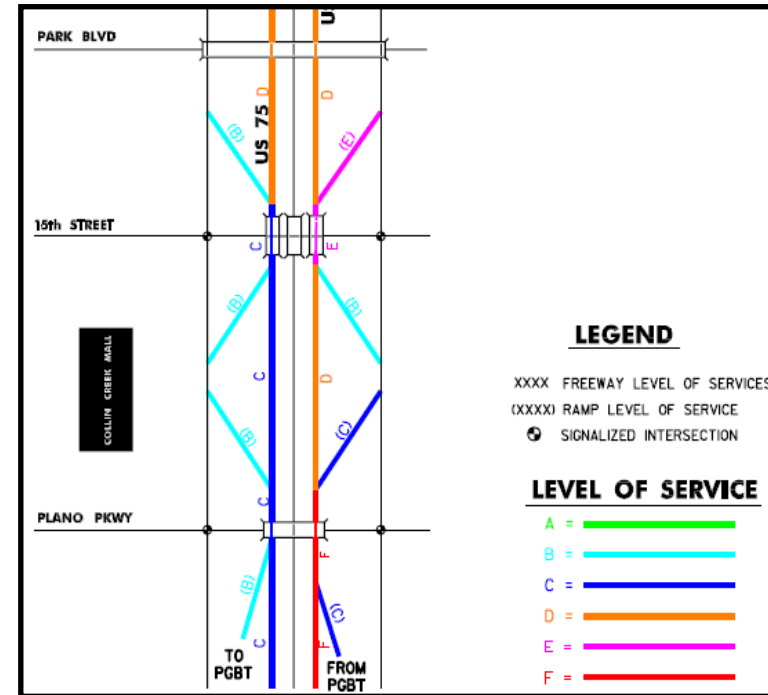 U
PARK BLVD
D
D
US 75
(B)
(E)
15th STREET
C
E
(B)
(B)
COLLIN CREEK MALL
C
D
(B)
(C)
C
PLANO PKWY
F
(B)
(C)
C
F
TO
PGBT
FROM
PGBT
LEGEND
XXXX FREEWAY LEVEL OF SERVICES
(XXXX) RAMP LEVEL OF SERVICE
SIGNALIZED INTERSECTION
LEVEL OF SERVICE
A =
B =
C =
D =
E =
F =